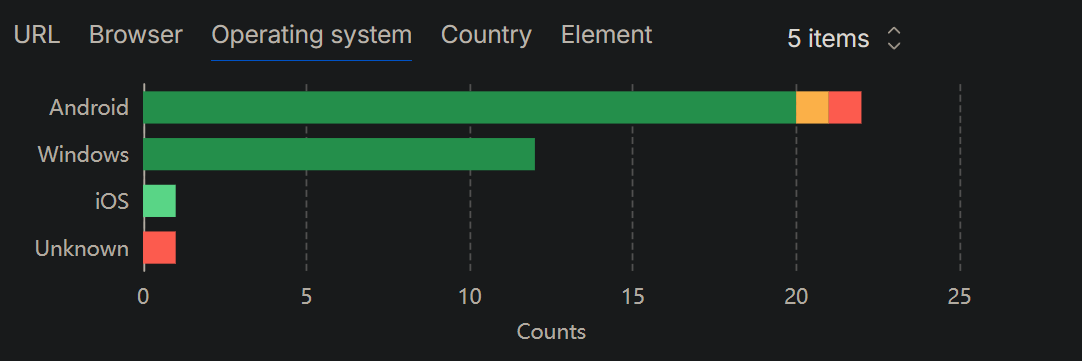 URL Browser Operating system Country Element 5 items
Android
Windows
iOS
Unknown
0 5 10 15 20 25
Counts